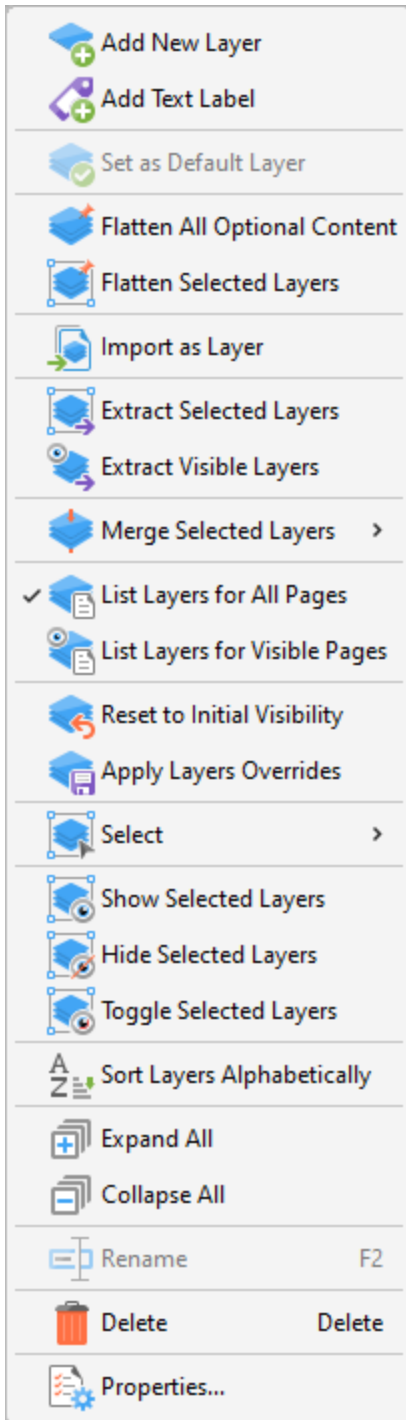 Add New Layer
Add Text Label
Set as Default Layer
Flatten All Optional Content
Flatten Selected Layers
Import as Layer
Extract Selected Layers
Extract Visible Layers
Merge Selected Layers
List Layers for All Pages
List Layers for Visible Pages
Reset to Initial Visibility
Apply Layers Overrides
Select
Show Selected Layers
Hide Selected Layers
Toggle Selected Layers
Sort Layers Alphabetically
Expand All
Collapse All
Rename F2
Delete Delete
Properties...